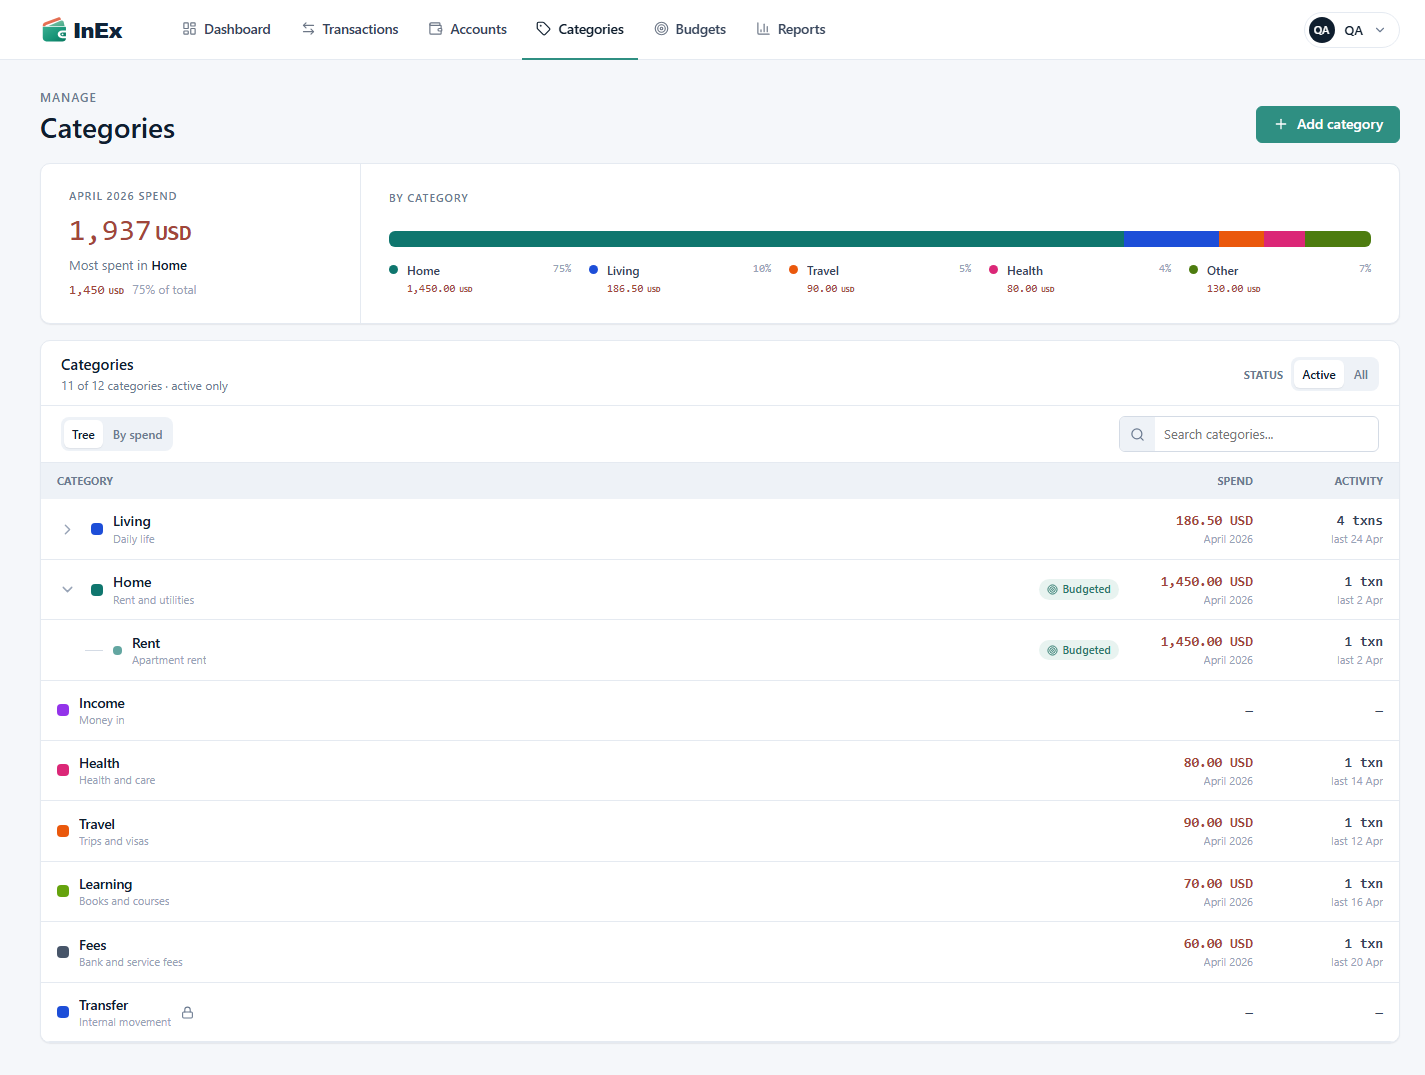 InEx
Dashboard
Transactions
Accounts
Categories
Budgets
Reports
QA
QA
MANAGE
Categories
Add category
APRIL 2026 SPEND
1,937 USD
Most spent in Home
1,450 USD 75% of total
BY CATEGORY
Home 75%
1,450.00 USD
Living 10%
186.50 USD
Travel 5%
90.00 USD
Health 4%
80.00 USD
Other 7%
130.00 USD
Categories
11 of 12 categories · active only
STATUS Active All
Tree By spend
Search categories...
CATEGORY SPEND ACTIVITY
Living 186.50 USD 4 txns
Daily life April 2026 last 24 Apr
Home Budgeted 1,450.00 USD 1 txn
Rent and utilities April 2026 last 2 Apr
Rent Budgeted 1,450.00 USD 1 txn
Apartment rent April 2026 last 2 Apr
Income – –
Money in
Health 80.00 USD 1 txn
Health and care April 2026 last 14 Apr
Travel 90.00 USD 1 txn
Trips and visas April 2026 last 12 Apr
Learning 70.00 USD 1 txn
Books and courses April 2026 last 16 Apr
Fees 60.00 USD 1 txn
Bank and service fees April 2026 last 20 Apr
Transfer – –
Internal movement